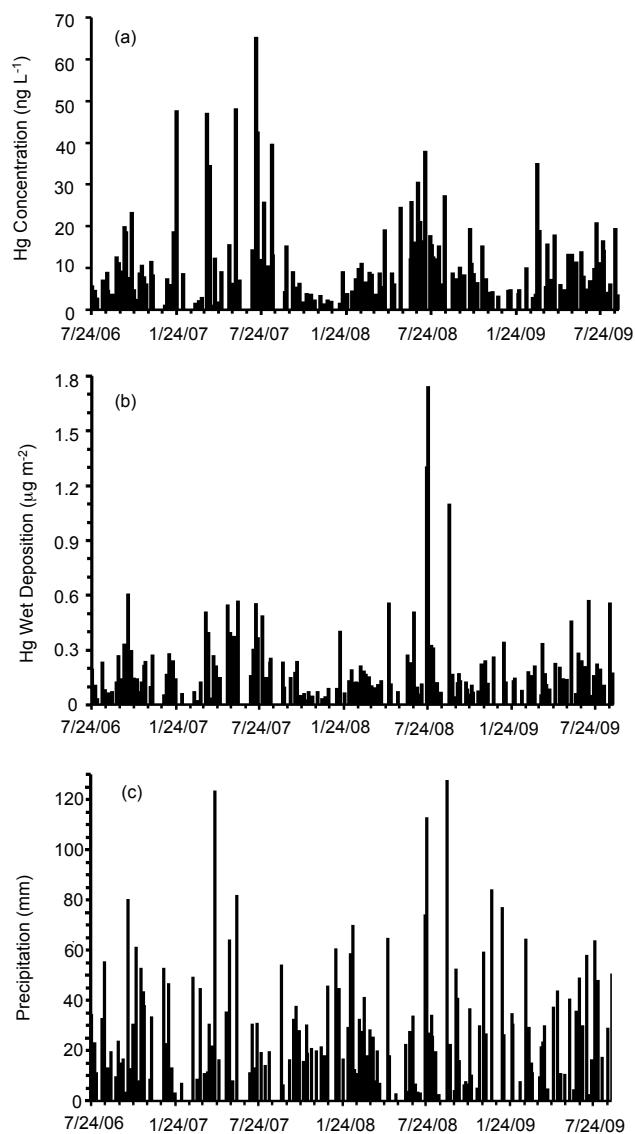 (a)
Hg Concentration (ng L-1)
70
60
50
40
30
20
10
0
7/24/06 1/24/07 7/24/07 1/24/08 7/24/08 1/24/09 7/24/09
(b)
Hg Wet Deposition (µg m-2)
1.8
1.5
1.2
0.9
0.6
0.3
0
7/24/06 1/24/07 7/24/07 1/24/08 7/24/08 1/24/09 7/24/09
(c)
Precipitation (mm)
120
100
80
60
40
20
0
7/24/06 1/24/07 7/24/07 1/24/08 7/24/08 1/24/09 7/24/09